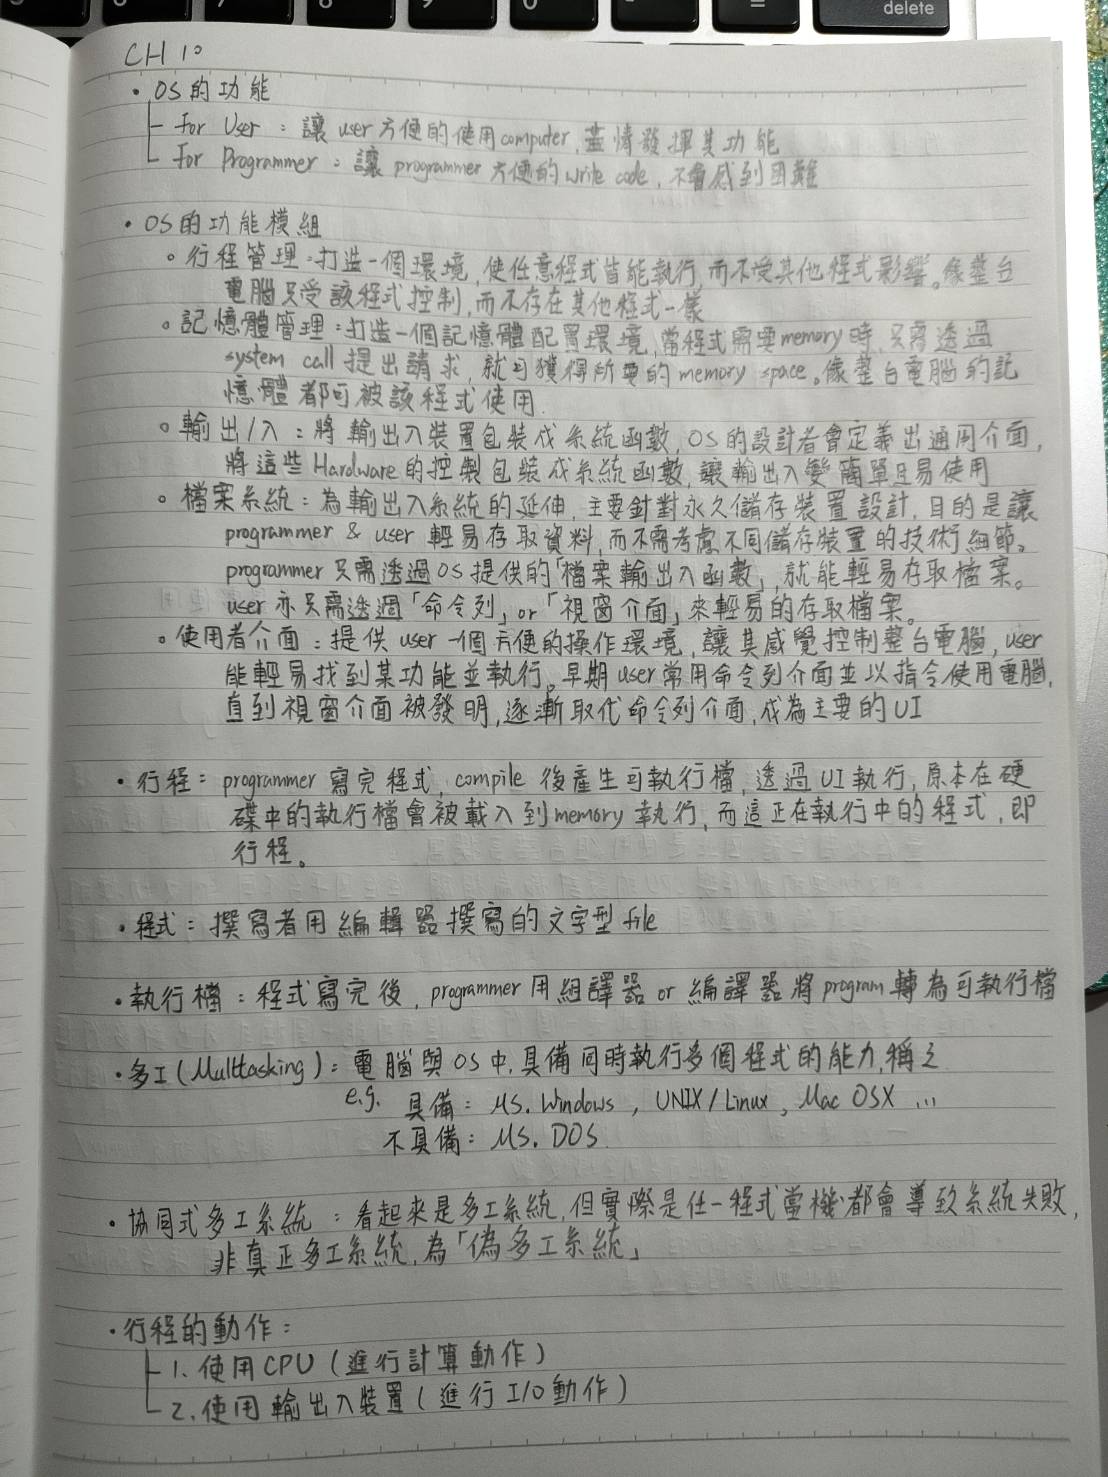 delete
CH 10
・OS的功能
├ For User：讓 user 方便的使用 computer, 盡情發揮其功能
└ For Programmer：讓 programmer 方便的 write code, 不會感到困難
・OS的功能模組
。行程管理：打造一個環境, 使任意程式皆能執行, 而不受其他程式影響。像整台
電腦只受該程式控制, 而不存在其他程式一樣
。記憶體管理：打造一個記憶體配置環境, 當程式需要 memory 時, 只需透過
system call 提出請求, 就可獲得所要的 memory space。像整台電腦的記
憶體都可被該程式使用.
。輸出/入：將輸出入裝置包裝成系統函數, OS的設計者會定義出通用介面,
將這些 Hardware 的控制包裝成系統函數, 讓輸出入變簡單且易使用
。檔案系統：為輸出入系統的延伸, 主要針對永久儲存裝置設計, 目的是讓
programmer & user 輕易存取資料, 而不需考慮不同儲存裝置的技術細節。
programmer 只需透過OS提供的「檔案輸出入函數」, 就能輕易存取檔案。
user 亦只需透過「命令列」or「視窗介面」來輕易的存取檔案。
。使用者介面：提供 user 一個方便的操作環境, 讓其感覺控制整台電腦, user
能輕易找到某功能並執行。早期 user 常用命令列介面並以指令使用電腦,
直到視窗介面被發明, 逐漸取代命令列介面, 成為主要的UI
・行程：programmer 寫完程式, compile 後產生可執行檔, 透過UI執行, 原本在硬
碟中的執行檔會被載入到 memory 執行, 而這正在執行中的程式, 即
行程。
・程式：撰寫者用編輯器撰寫的文字型 file
・執行檔：程式寫完後, programmer 用組譯器 or 編譯器將 program 轉為可執行檔
・多工(Multtasking)：電腦與OS中, 具備同時執行多個程式的能力, 稱之
e.g. 具備：MS. Windows, UNIX/Linux, Mac OSX ...
不具備：MS. DOS.
・協同式多工系統：看起來是多工系統, 但實際是任一程式當機都會導致系統失敗,
非真正多工系統, 為「偽多工系統」
・行程的動作：
├ 1. 使用CPU (進行計算動作)
└ 2. 使用輸出入裝置 (進行 I/O 動作)